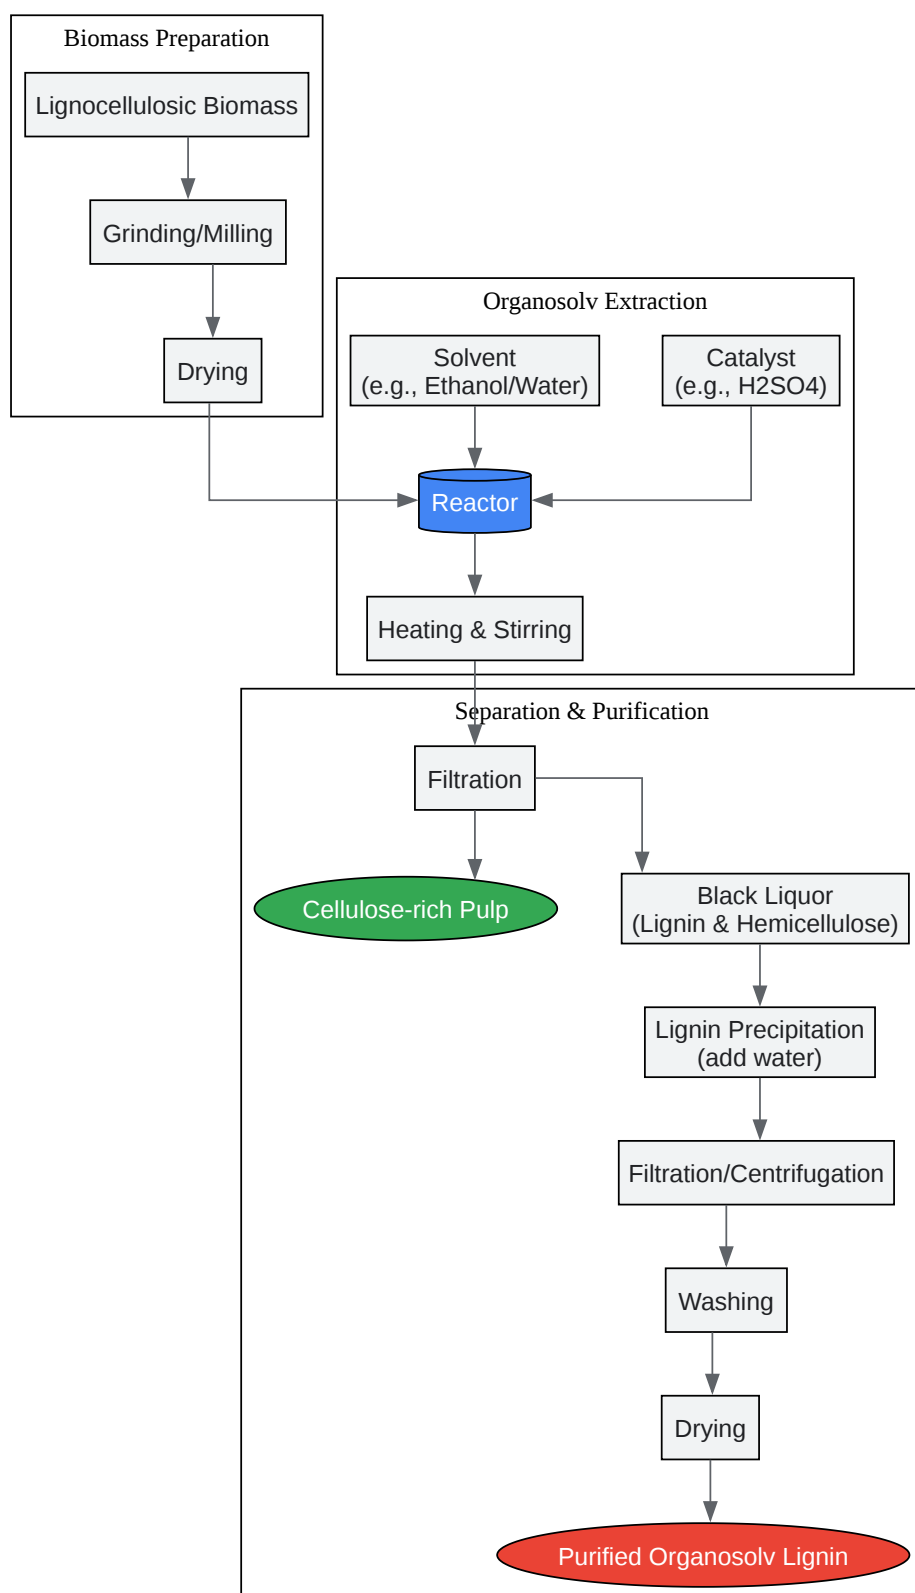 Biomass Preparation
Lignocellulosic Biomass
Grinding/Milling
Drying
Organosolv Extraction
Solvent
(e.g., Ethanol/Water)
Catalyst
(e.g., H2SO4)
Reactor
Heating & Stirring
Separation & Purification
Filtration
Cellulose-rich Pulp
Black Liquor
(Lignin & Hemicellulose)
Lignin Precipitation
(add water)
Filtration/Centrifugation
Washing
Drying
Purified Organosolv Lignin